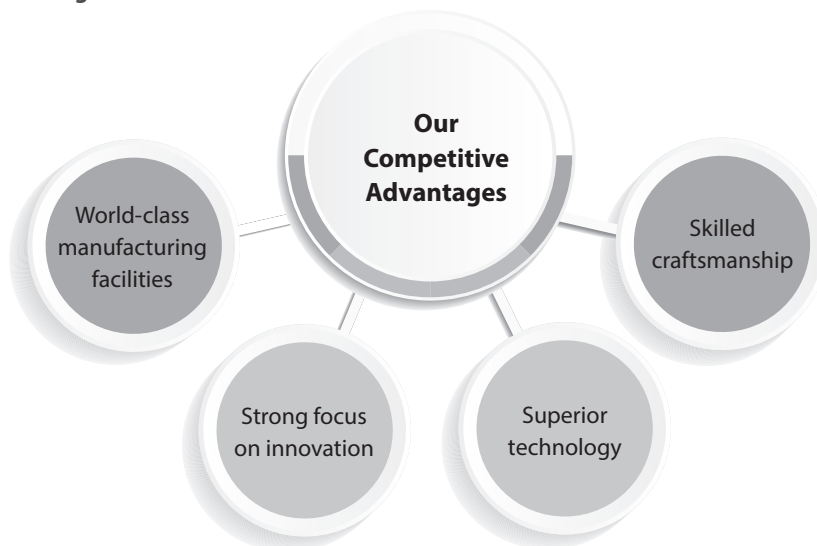 Our
Competitive
Advantages
World-class
manufacturing
facilities
Strong focus
on innovation
Superior
technology
Skilled
craftsmanship